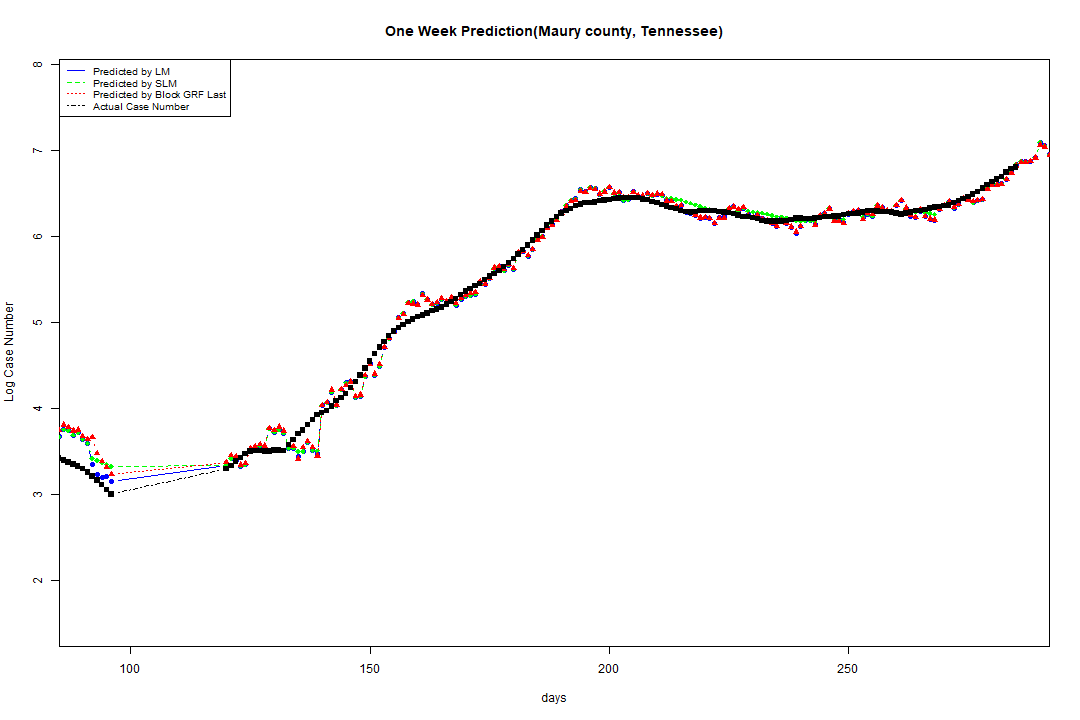 One Week Prediction(Maury county, Tennessee)
Predicted by LM
Predicted by SLM
Predicted by Block GRF Last
Actual Case Number
8
7
6
5
4
3
2
Log Case Number
100 150 200 250
days